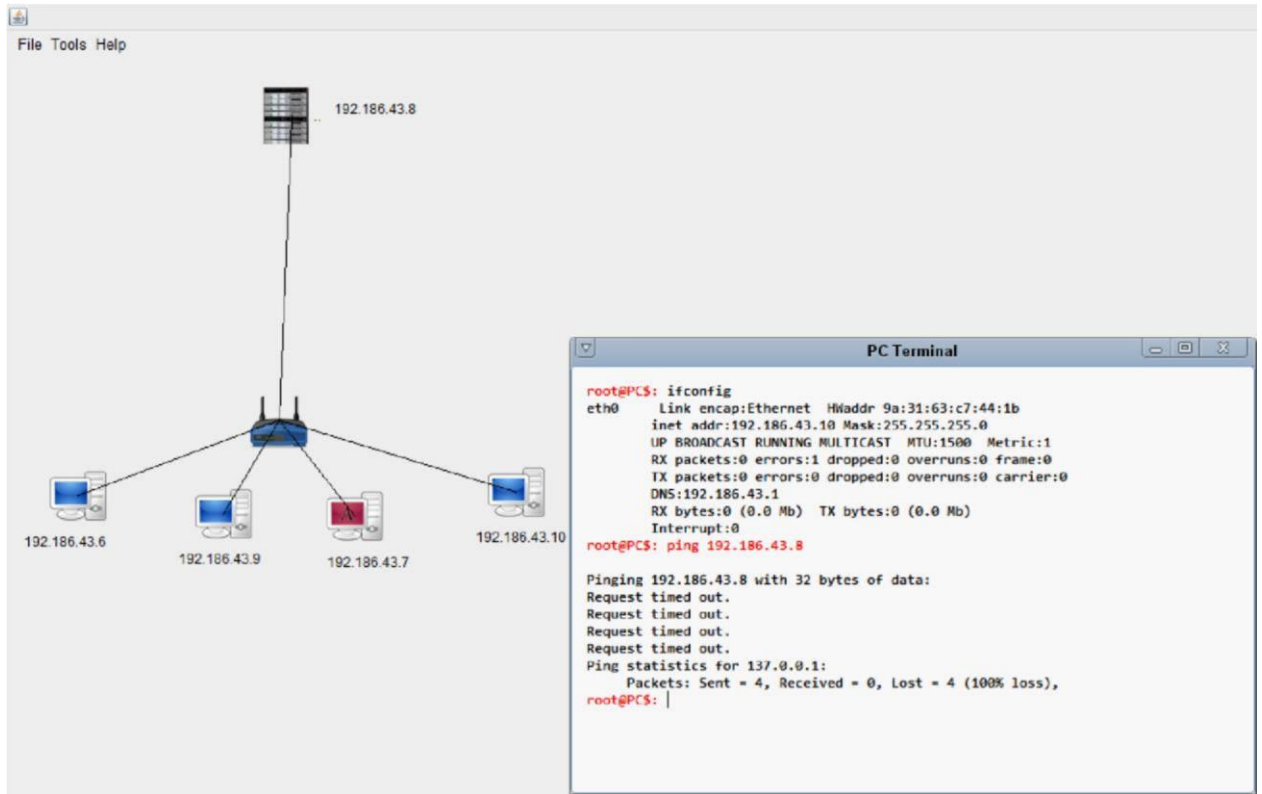 File Tools Help
192.186.43.8
192.186.43.6
192.186.43.9
192.186.43.7
192.186.43.10
A
PC Terminal
root@PC$: ifconfig
eth0 Link encap:Ethernet HWaddr 9a:31:63:c7:44:1b
inet addr:192.186.43.10 Mask:255.255.255.0
UP BROADCAST RUNNING MULTICAST MTU:1500 Metric:1
RX packets:0 errors:1 dropped:0 overruns:0 frame:0
TX packets:0 errors:0 dropped:0 overruns:0 carrier:0
DNS:192.186.43.1
RX bytes:0 (0.0 Mb) TX bytes:0 (0.0 Mb)
Interrupt:0
root@PC$: ping 192.186.43.8
Pinging 192.186.43.8 with 32 bytes of data:
Request timed out.
Request timed out.
Request timed out.
Request timed out.
Ping statistics for 137.0.0.1:
Packets: Sent = 4, Received = 0, Lost = 4 (100% loss),
root@PC$: